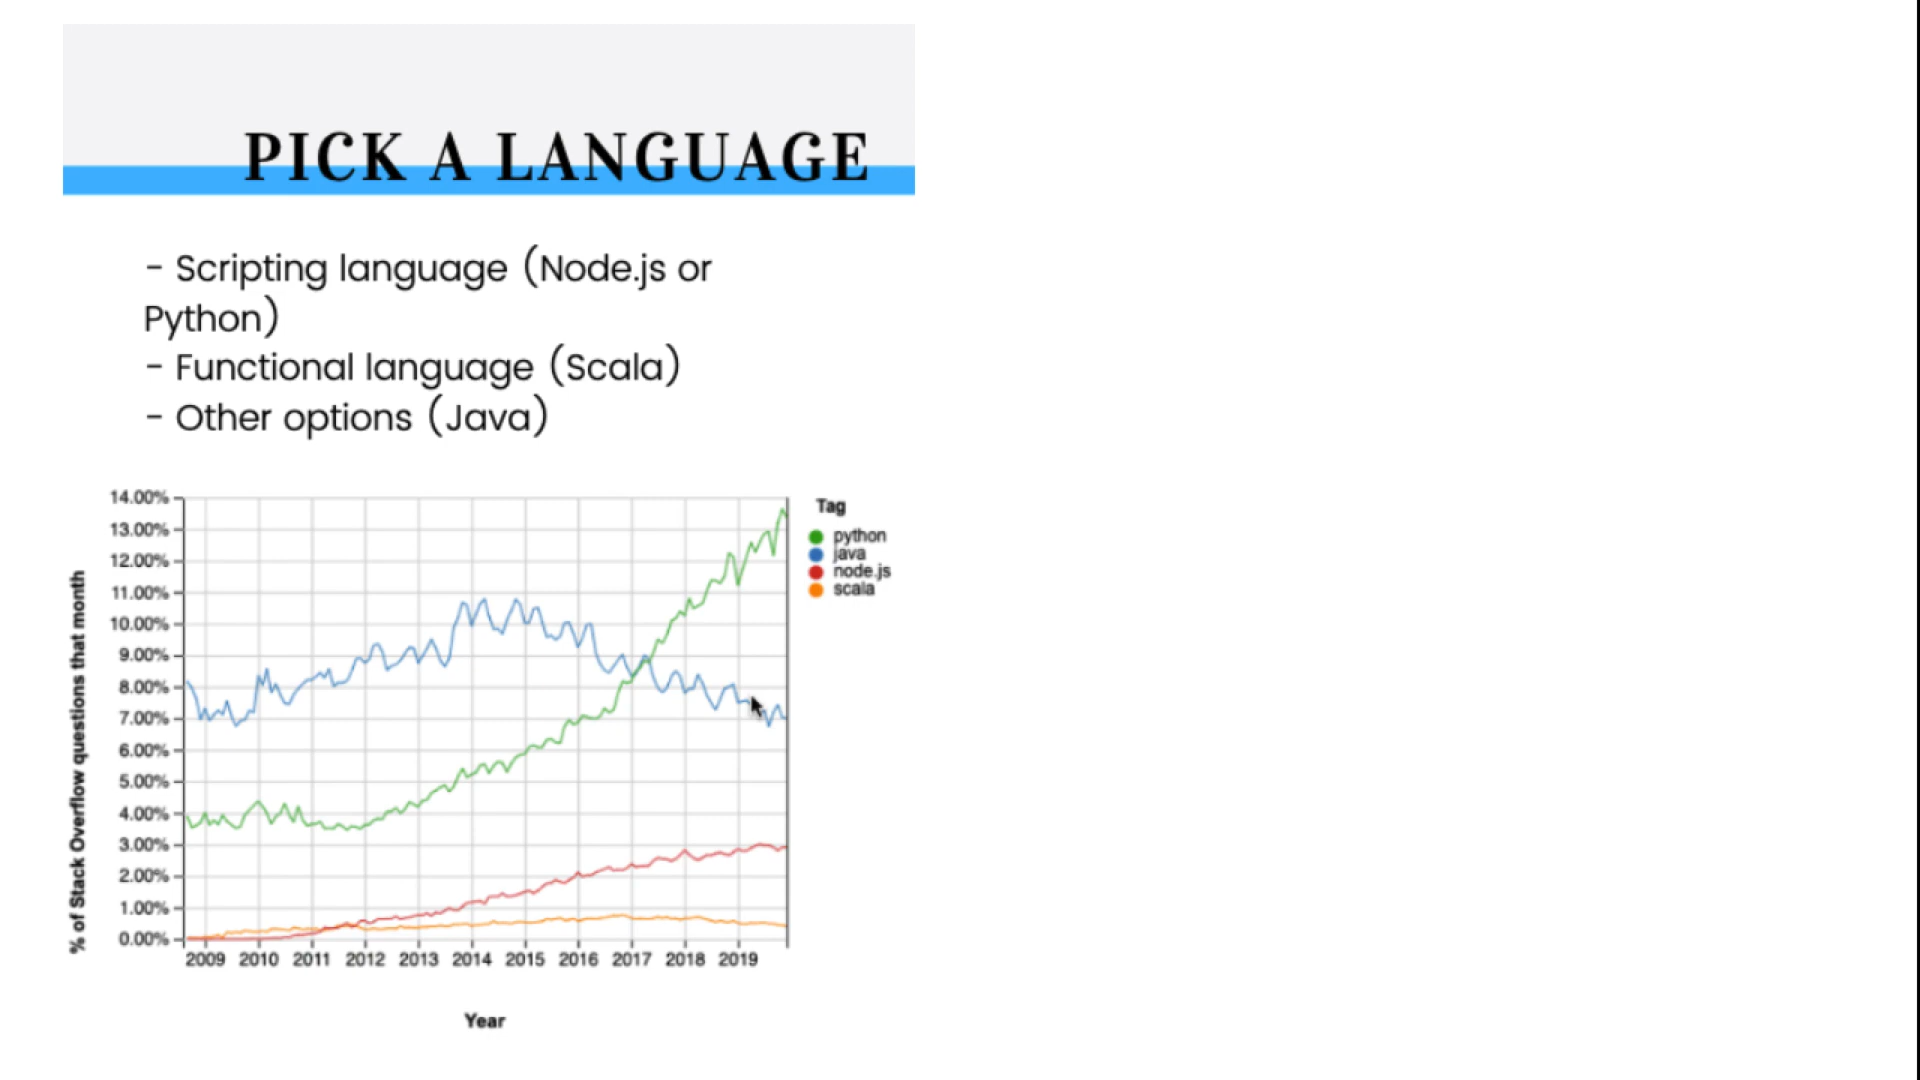 PICK A LANGUAGE
- Scripting language (Node.js or
Python)
- Functional language (Scala)
- Other options (Java)
14.00%
13.00%
12.00%
11.00%
10.00%
9.00%
8.00%
7.00%
6.00%
5.00%
4.00%
3.00%
2.00%
1.00%
0.00%
% of Stack Overflow questions that month
2009 2010 2011 2012 2013 2014 2015 2016 2017 2018 2019
Year
Tag
python
java
node.js
scala